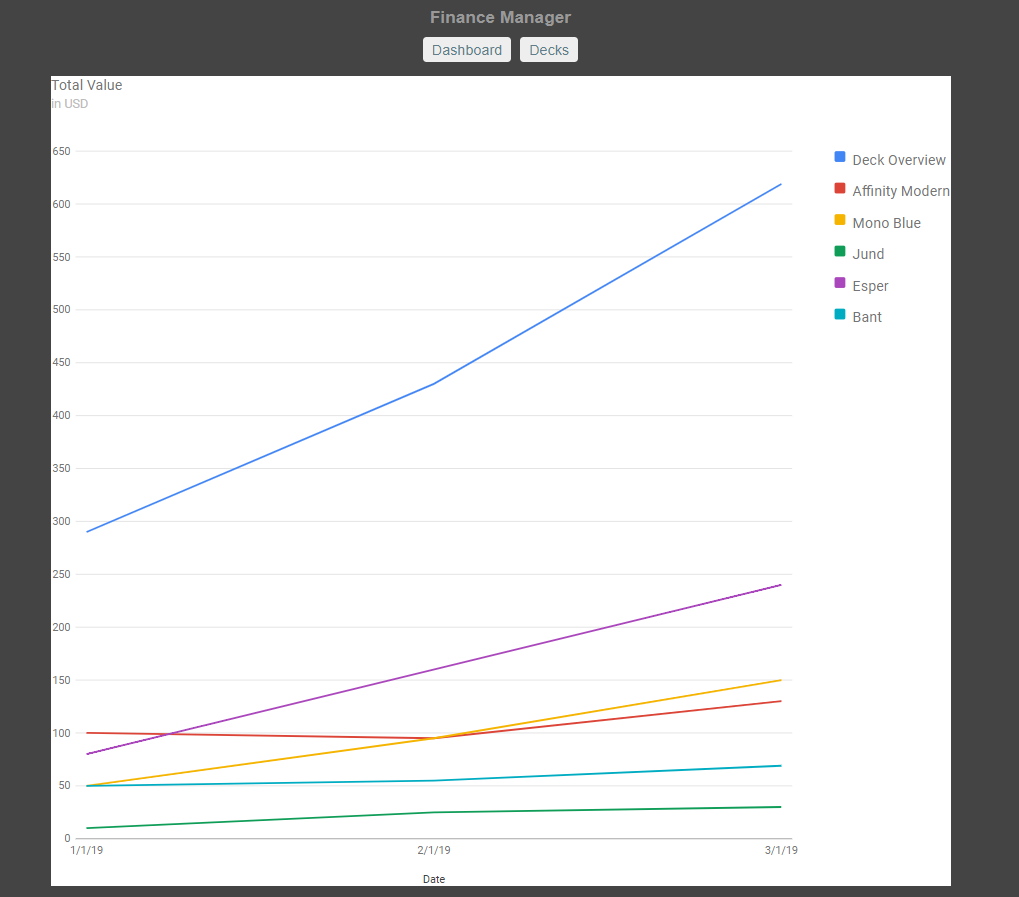 Finance Manager
Dashboard Decks
Total Value
in USD
650
600
550
500
450
400
350
300
250
200
150
100
50
0
1/1/19 2/1/19 3/1/19
Date
Deck Overview
Affinity Modern
Mono Blue
Jund
Esper
Bant